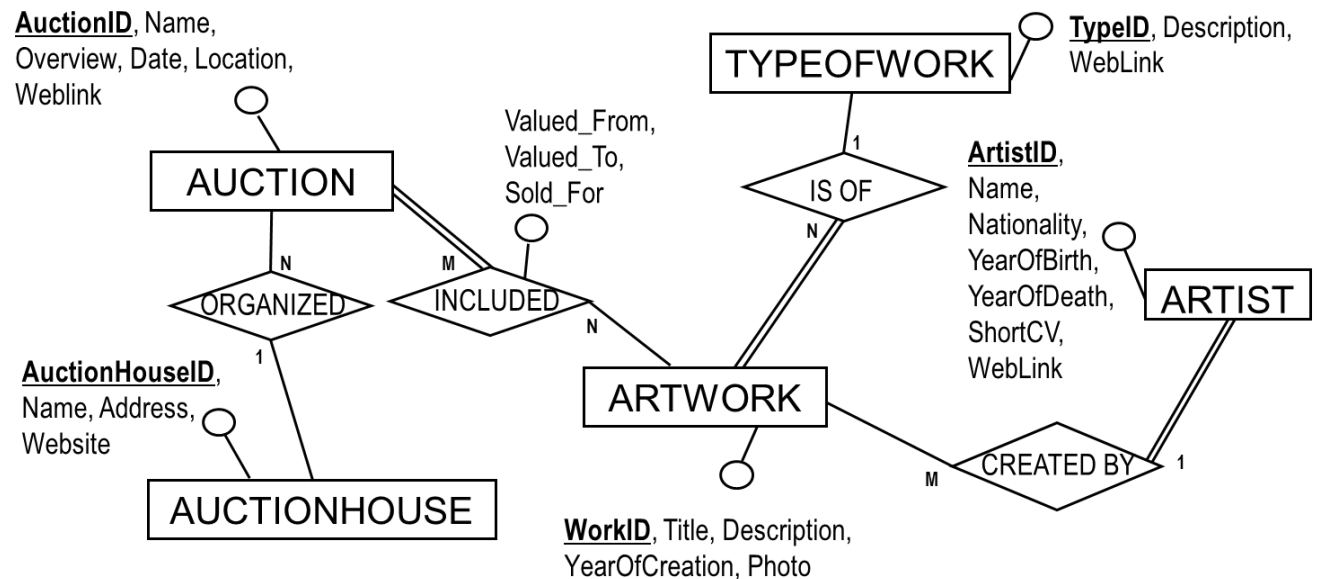 AuctionID, Name,
Overview, Date, Location,
Weblink
AUCTION
Valued_From,
Valued_To,
Sold_For
TYPEOFWORK
TypeID, Description,
WebLink
1
IS OF
N
ArtistID,
Name,
Nationality,
YearOfBirth,
YearOfDeath,
ShortCV,
WebLink
ARTIST
N
ORGANIZED
1
M
INCLUDED
N
AuctionHouseID,
Name, Address,
Website
AUCTIONHOUSE
ARTWORK
M
CREATED BY
1
WorkID, Title, Description,
YearOfCreation, Photo